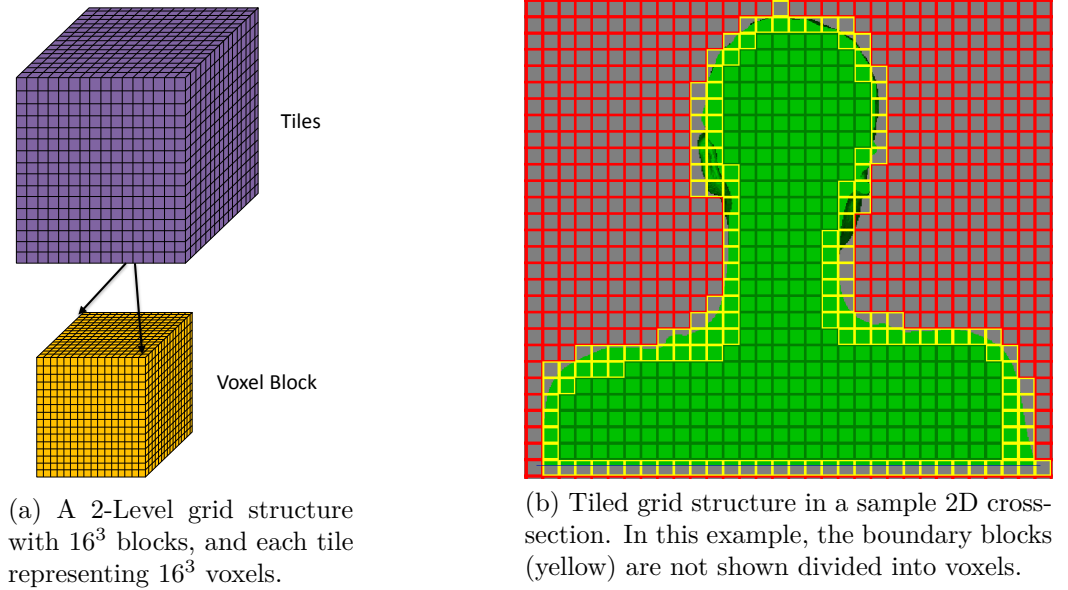 Tiles
Voxel Block
(a) A 2-Level grid structure
with 16³ blocks, and each tile
representing 16³ voxels.
(b) Tiled grid structure in a sample 2D cross-
section. In this example, the boundary blocks
(yellow) are not shown divided into voxels.